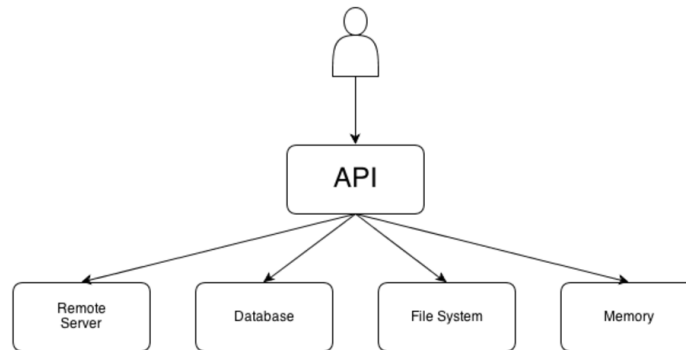 API
Remote
Server
Database
File System
Memory